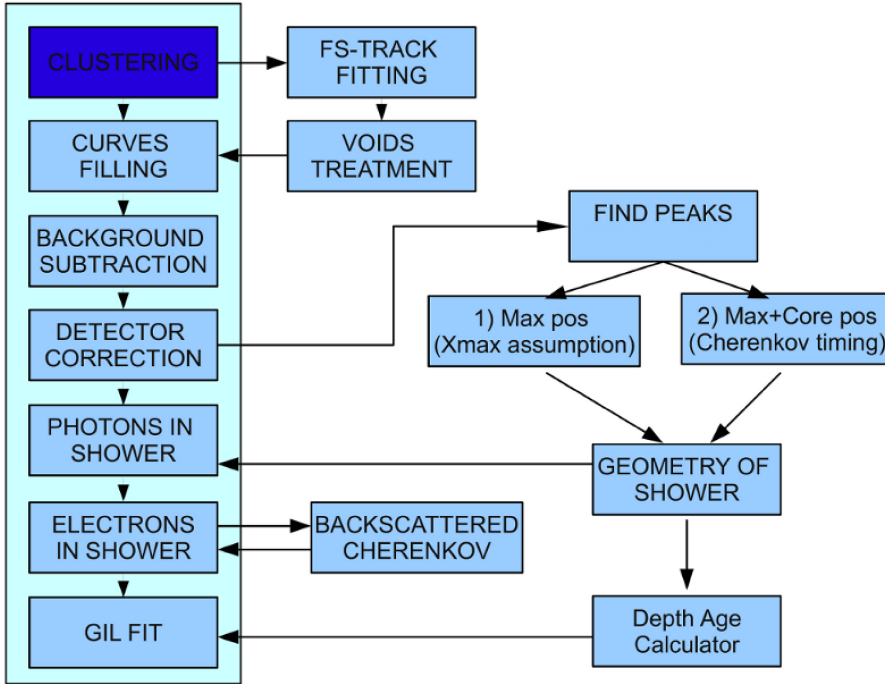 CLUSTERING
FS-TRACK
FITTING
CURVES
FILLING
VOIDS
TREATMENT
BACKGROUND
SUBTRACTION
FIND PEAKS
DETECTOR
CORRECTION
1) Max pos
(Xmax assumption)
2) Max+Core pos
(Cherenkov timing)
PHOTONS IN
SHOWER
GEOMETRY OF
SHOWER
ELECTRONS
IN SHOWER
BACKSCATTERED
CHERENKOV
GIL FIT
Depth Age
Calculator